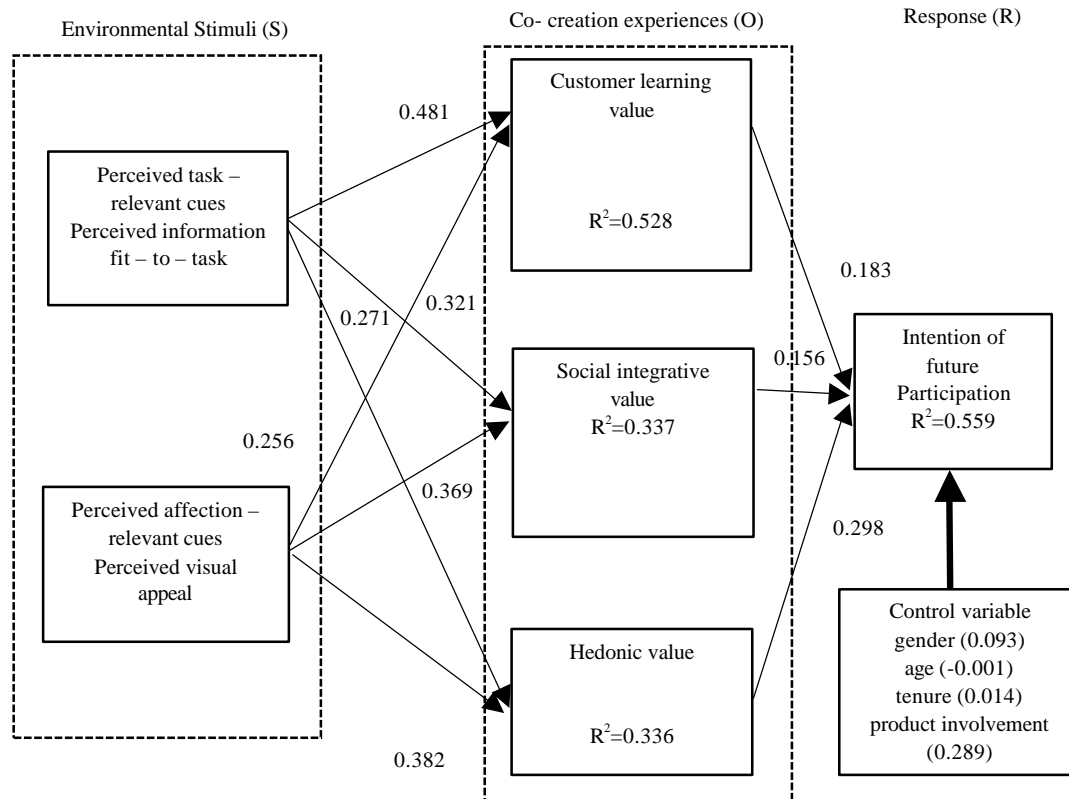 Environmental Stimuli (S)
Co- creation experiences (O)
Response (R)
Perceived task –
relevant cues
Perceived information
fit – to – task
Perceived affection –
relevant cues
Perceived visual
appeal
0.481
0.321
0.271
0.256
0.369
0.382
Customer learning
value
R²=0.528
Social integrative
value
R²=0.337
Hedonic value
R²=0.336
0.183
0.156
0.298
Intention of
future
Participation
R²=0.559
Control variable
gender (0.093)
age (-0.001)
tenure (0.014)
product involvement
(0.289)